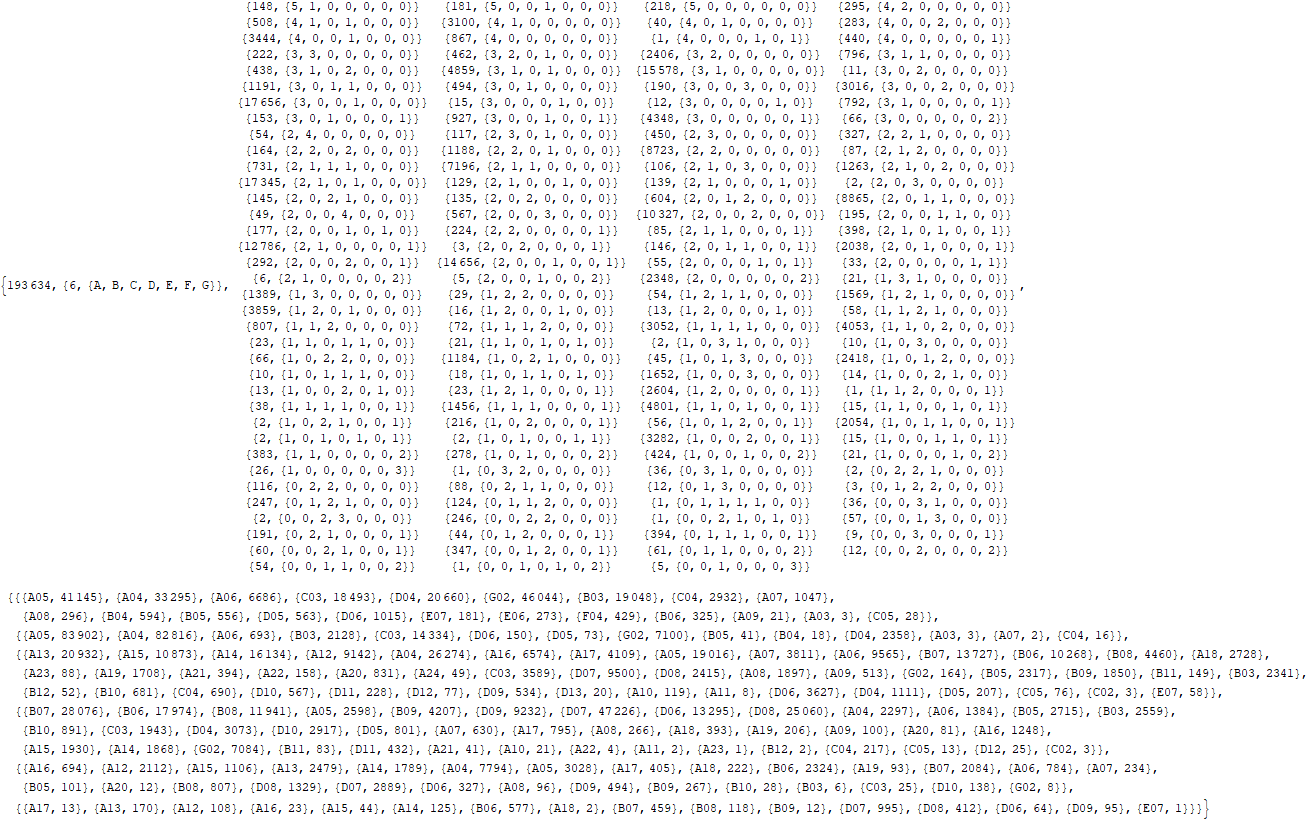 {148, {5, 1, 0, 0, 0, 0, 0}} {181, {5, 0, 0, 1, 0, 0, 0}} {218, {5, 0, 0, 0, 0, 0, 0}} {295, {4, 2, 0, 0, 0, 0, 0}}
{508, {4, 1, 0, 1, 0, 0, 0}} {3100, {4, 1, 0, 0, 0, 0, 0}} {40, {4, 0, 1, 0, 0, 0, 0}} {283, {4, 0, 0, 2, 0, 0, 0}}
{3444, {4, 0, 0, 1, 0, 0, 0}} {867, {4, 0, 0, 0, 0, 0, 0}} {1, {4, 0, 0, 0, 1, 0, 1}} {440, {4, 0, 0, 0, 0, 0, 1}}
{222, {3, 3, 0, 0, 0, 0, 0}} {462, {3, 2, 0, 1, 0, 0, 0}} {2406, {3, 2, 0, 0, 0, 0, 0}} {796, {3, 1, 1, 0, 0, 0, 0}}
{438, {3, 1, 0, 2, 0, 0, 0}} {4859, {3, 1, 0, 1, 0, 0, 0}} {15578, {3, 1, 0, 0, 0, 0, 0}} {11, {3, 0, 2, 0, 0, 0, 0}}
{1191, {3, 0, 1, 1, 0, 0, 0}} {494, {3, 0, 1, 0, 0, 0, 0}} {190, {3, 0, 0, 3, 0, 0, 0}} {3016, {3, 0, 0, 2, 0, 0, 0}}
{17656, {3, 0, 0, 1, 0, 0, 0}} {15, {3, 0, 0, 0, 1, 0, 0}} {12, {3, 0, 0, 0, 0, 1, 0}} {792, {3, 1, 0, 0, 0, 0, 1}}
{153, {3, 0, 1, 0, 0, 0, 1}} {927, {3, 0, 0, 1, 0, 0, 1}} {4348, {3, 0, 0, 0, 0, 0, 1}} {66, {3, 0, 0, 0, 0, 0, 2}}
{54, {2, 4, 0, 0, 0, 0, 0}} {117, {2, 3, 0, 1, 0, 0, 0}} {450, {2, 3, 0, 0, 0, 0, 0}} {327, {2, 2, 1, 0, 0, 0, 0}}
{164, {2, 2, 0, 2, 0, 0, 0}} {1188, {2, 2, 0, 1, 0, 0, 0}} {8723, {2, 2, 0, 0, 0, 0, 0}} {87, {2, 1, 2, 0, 0, 0, 0}}
{731, {2, 1, 1, 1, 0, 0, 0}} {7196, {2, 1, 1, 0, 0, 0, 0}} {106, {2, 1, 0, 3, 0, 0, 0}} {1263, {2, 1, 0, 2, 0, 0, 0}}
{17345, {2, 1, 0, 1, 0, 0, 0}} {129, {2, 1, 0, 0, 1, 0, 0}} {139, {2, 1, 0, 0, 0, 1, 0}} {2, {2, 0, 3, 0, 0, 0, 0}}
{145, {2, 0, 2, 1, 0, 0, 0}} {135, {2, 0, 2, 0, 0, 0, 0}} {604, {2, 0, 1, 2, 0, 0, 0}} {8865, {2, 0, 1, 1, 0, 0, 0}}
{49, {2, 0, 0, 4, 0, 0, 0}} {567, {2, 0, 0, 3, 0, 0, 0}} {10327, {2, 0, 0, 2, 0, 0, 0}} {195, {2, 0, 0, 1, 1, 0, 0}}
{177, {2, 0, 0, 1, 0, 1, 0}} {224, {2, 2, 0, 0, 0, 0, 1}} {85, {2, 1, 1, 0, 0, 0, 1}} {398, {2, 1, 0, 1, 0, 0, 1}}
{12786, {2, 1, 0, 0, 0, 0, 1}} {3, {2, 0, 2, 0, 0, 0, 1}} {146, {2, 0, 1, 1, 0, 0, 1}} {2038, {2, 0, 1, 0, 0, 0, 1}}
{292, {2, 0, 0, 2, 0, 0, 1}} {14656, {2, 0, 0, 1, 0, 0, 1}} {55, {2, 0, 0, 0, 1, 0, 1}} {33, {2, 0, 0, 0, 0, 1, 1}}
{193634, {6, {A, B, C, D, E, F, G}}, {6, {2, 1, 0, 0, 0, 0, 2}} {5, {2, 0, 0, 1, 0, 0, 2}} {2348, {2, 0, 0, 0, 0, 0, 2}} {21, {1, 3, 1, 0, 0, 0, 0}} ,
{1389, {1, 3, 0, 0, 0, 0, 0}} {29, {1, 2, 2, 0, 0, 0, 0}} {54, {1, 2, 1, 1, 0, 0, 0}} {1569, {1, 2, 1, 0, 0, 0, 0}}
{3859, {1, 2, 0, 1, 0, 0, 0}} {16, {1, 2, 0, 0, 1, 0, 0}} {13, {1, 2, 0, 0, 0, 1, 0}} {58, {1, 1, 2, 1, 0, 0, 0}}
{807, {1, 1, 2, 0, 0, 0, 0}} {72, {1, 1, 1, 2, 0, 0, 0}} {3052, {1, 1, 1, 1, 0, 0, 0}} {4053, {1, 1, 0, 2, 0, 0, 0}}
{23, {1, 1, 0, 1, 1, 0, 0}} {21, {1, 1, 0, 1, 0, 1, 0}} {2, {1, 0, 3, 1, 0, 0, 0}} {10, {1, 0, 3, 0, 0, 0, 0}}
{66, {1, 0, 2, 2, 0, 0, 0}} {1184, {1, 0, 2, 1, 0, 0, 0}} {45, {1, 0, 1, 3, 0, 0, 0}} {2418, {1, 0, 1, 2, 0, 0, 0}}
{10, {1, 0, 1, 1, 1, 0, 0}} {18, {1, 0, 1, 1, 0, 1, 0}} {1652, {1, 0, 0, 3, 0, 0, 0}} {14, {1, 0, 0, 2, 1, 0, 0}}
{13, {1, 0, 0, 2, 0, 1, 0}} {23, {1, 2, 1, 0, 0, 0, 1}} {2604, {1, 2, 0, 0, 0, 0, 1}} {1, {1, 1, 2, 0, 0, 0, 1}}
{38, {1, 1, 1, 1, 0, 0, 1}} {1456, {1, 1, 1, 0, 0, 0, 1}} {4801, {1, 1, 0, 1, 0, 0, 1}} {15, {1, 1, 0, 0, 1, 0, 1}}
{2, {1, 0, 2, 1, 0, 0, 1}} {216, {1, 0, 2, 0, 0, 0, 1}} {56, {1, 0, 1, 2, 0, 0, 1}} {2054, {1, 0, 1, 1, 0, 0, 1}}
{2, {1, 0, 1, 0, 1, 0, 1}} {2, {1, 0, 1, 0, 0, 1, 1}} {3282, {1, 0, 0, 2, 0, 0, 1}} {15, {1, 0, 0, 1, 1, 0, 1}}
{383, {1, 1, 0, 0, 0, 0, 2}} {278, {1, 0, 1, 0, 0, 0, 2}} {424, {1, 0, 0, 1, 0, 0, 2}} {21, {1, 0, 0, 0, 0, 1, 0, 2}}
{26, {1, 0, 0, 0, 0, 0, 3}} {1, {0, 3, 2, 0, 0, 0, 0}} {36, {0, 3, 1, 0, 0, 0, 0}} {2, {0, 2, 2, 1, 0, 0, 0}}
{116, {0, 2, 2, 0, 0, 0, 0}} {88, {0, 2, 1, 1, 0, 0, 0}} {12, {0, 1, 3, 0, 0, 0, 0}} {3, {0, 1, 2, 2, 0, 0, 0}}
{247, {0, 1, 2, 1, 0, 0, 0}} {124, {0, 1, 1, 2, 0, 0, 0}} {1, {0, 1, 1, 1, 1, 0, 0}} {36, {0, 0, 3, 1, 0, 0, 0}}
{2, {0, 0, 2, 3, 0, 0, 0}} {246, {0, 0, 2, 2, 0, 0, 0}} {1, {0, 0, 2, 1, 0, 1, 0}} {57, {0, 0, 1, 3, 0, 0, 0}}
{191, {0, 2, 1, 0, 0, 0, 1}} {44, {0, 1, 2, 0, 0, 0, 1}} {394, {0, 1, 1, 1, 0, 0, 1}} {9, {0, 0, 3, 0, 0, 0, 1}}
{60, {0, 0, 2, 1, 0, 0, 1}} {347, {0, 0, 1, 2, 0, 0, 1}} {61, {0, 1, 1, 0, 0, 0, 2}} {12, {0, 0, 2, 0, 0, 0, 2}}
{54, {0, 0, 1, 1, 0, 0, 2}} {1, {0, 0, 1, 0, 1, 0, 2}} {5, {0, 0, 1, 0, 0, 0, 3}}
{{{A05, 41145}, {A04, 33295}, {A06, 6686}, {C03, 18493}, {D04, 20660}, {G02, 46044}, {B03, 19048}, {C04, 2932}, {A07, 1047},
{A08, 296}, {B04, 594}, {B05, 556}, {D05, 563}, {D06, 1015}, {E07, 181}, {E06, 273}, {F04, 429}, {B06, 325}, {A09, 21}, {A03, 3}, {C05, 28}},
{{A05, 83902}, {A04, 82816}, {A06, 693}, {B03, 2128}, {C03, 14334}, {D06, 150}, {D05, 73}, {G02, 7100}, {B05, 41}, {B04, 18}, {D04, 2358}, {A03, 3}, {A07, 2}, {C04, 16}},
{{A13, 20932}, {A15, 10873}, {A14, 16134}, {A12, 9142}, {A04, 26274}, {A16, 6574}, {A17, 4109}, {A05, 19016}, {A07, 3811}, {A06, 9565}, {B07, 13727}, {B06, 10268}, {B08, 4460}, {A18, 2728},
{A23, 88}, {A19, 1708}, {A21, 394}, {A22, 158}, {A20, 831}, {A24, 49}, {C03, 3589}, {D07, 9500}, {D08, 2415}, {A08, 1897}, {A09, 513}, {G02, 164}, {B05, 2317}, {B09, 1850}, {B11, 149}, {B03, 2341},
{B12, 52}, {B10, 681}, {C04, 690}, {D10, 567}, {D11, 228}, {D12, 77}, {D09, 534}, {D13, 20}, {A10, 119}, {A11, 8}, {D06, 3627}, {D04, 1111}, {D05, 207}, {C05, 76}, {C02, 3}, {E07, 58}},
{{B07, 28076}, {B06, 17974}, {B08, 11941}, {A05, 2598}, {B09, 4207}, {D09, 9232}, {D07, 47226}, {D06, 13295}, {D08, 25060}, {A04, 2297}, {A06, 1384}, {B05, 2715}, {B03, 2559},
{B10, 891}, {C03, 1943}, {D04, 3073}, {D10, 2917}, {D05, 801}, {A07, 630}, {A17, 795}, {A08, 266}, {A18, 393}, {A19, 206}, {A09, 100}, {A20, 81}, {A16, 1248},
{A15, 1930}, {A14, 1868}, {G02, 7084}, {B11, 83}, {D11, 432}, {A21, 41}, {A10, 21}, {A22, 4}, {A11, 2}, {A23, 1}, {B12, 2}, {C04, 217}, {C05, 13}, {D12, 25}, {C02, 3}},
{{A16, 694}, {A12, 2112}, {A15, 1106}, {A13, 2479}, {A14, 1789}, {A04, 7794}, {A05, 3028}, {A17, 405}, {A18, 222}, {B06, 2324}, {A19, 93}, {B07, 2084}, {A06, 784}, {A07, 234},
{B05, 101}, {A20, 12}, {B08, 807}, {D08, 1329}, {D07, 2889}, {D06, 327}, {A08, 96}, {D09, 494}, {B09, 267}, {B10, 28}, {B03, 6}, {C03, 25}, {D10, 138}, {G02, 8}},
{{A17, 13}, {A13, 170}, {A12, 108}, {A16, 23}, {A15, 44}, {A14, 125}, {B06, 577}, {A18, 2}, {B07, 459}, {B08, 118}, {B09, 12}, {D07, 995}, {D08, 412}, {D06, 64}, {D09, 95}, {E07, 1}}}}